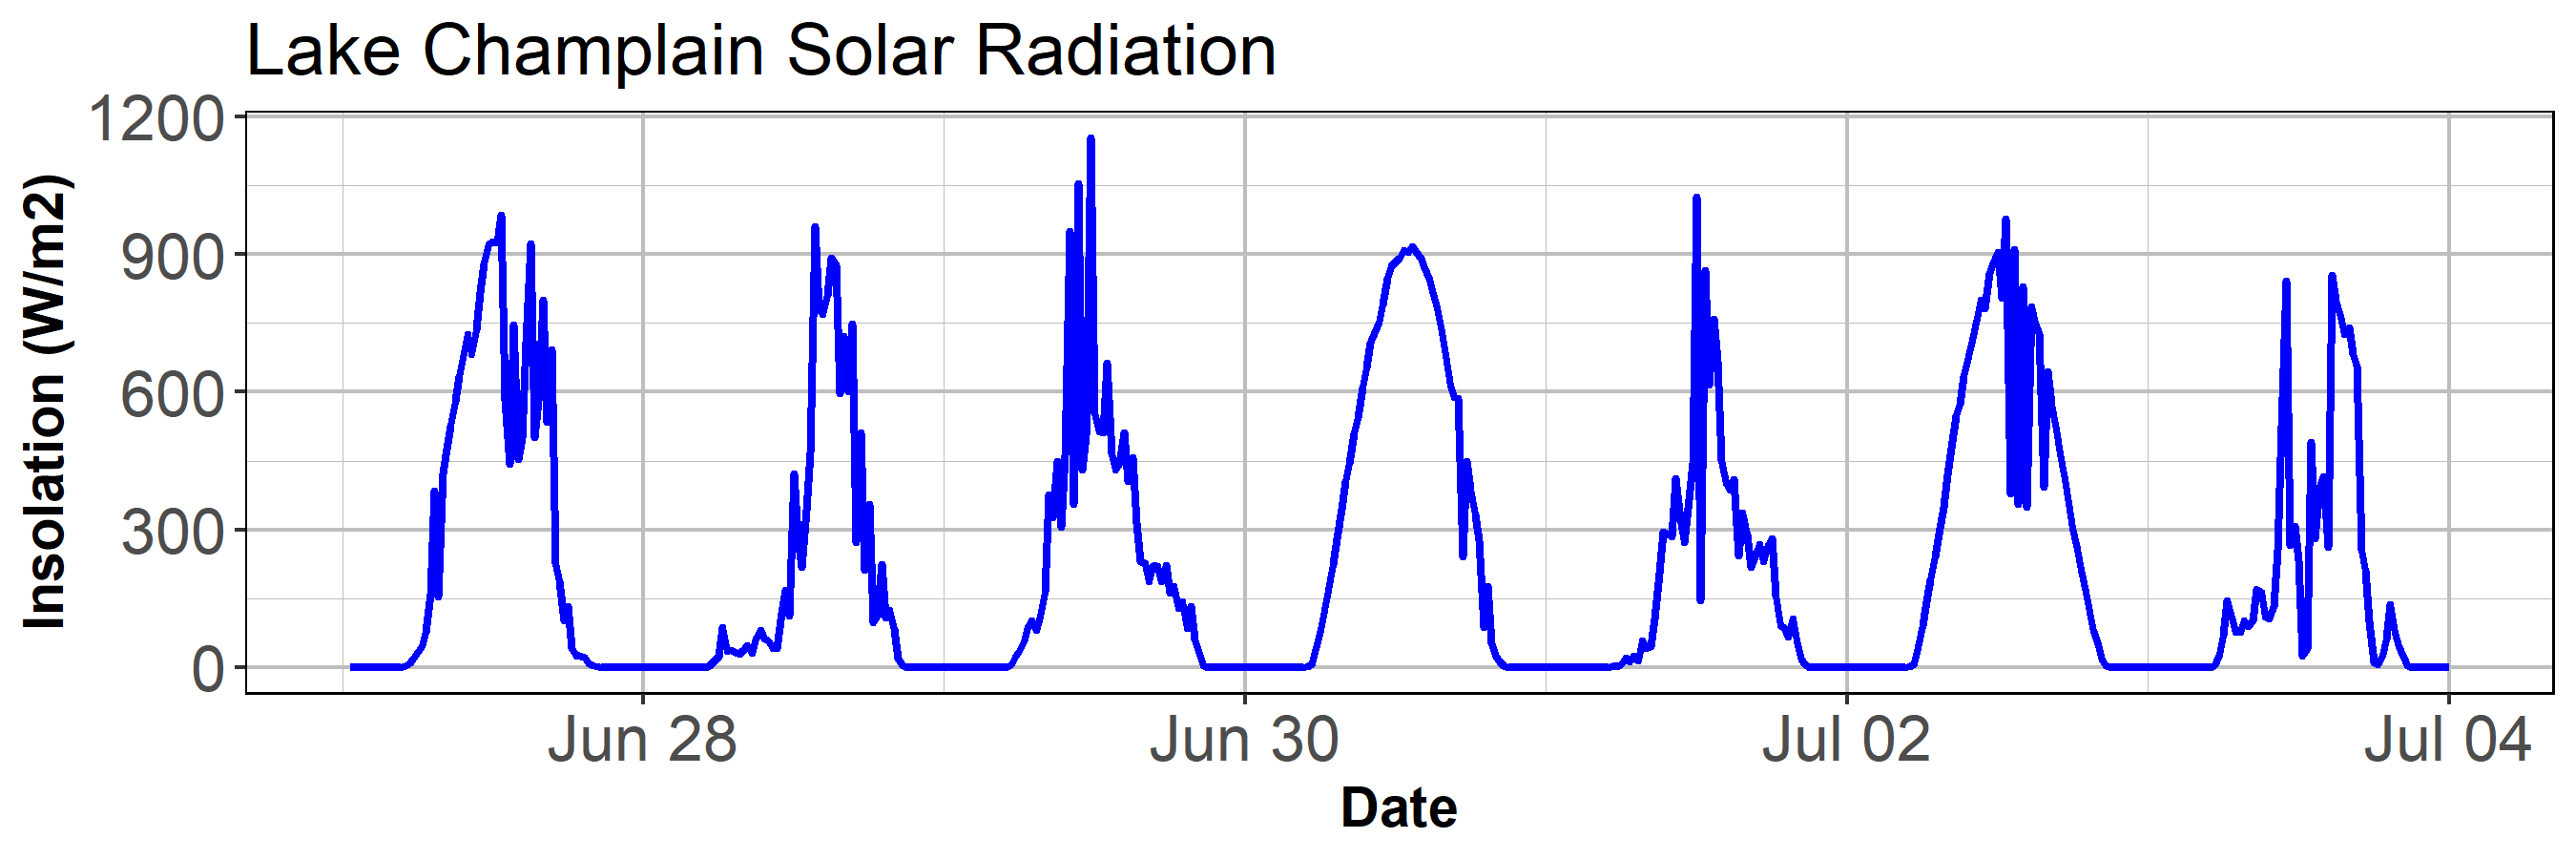 Lake Champlain Solar Radiation
Insolation (W/m2)
1200
900
600
300
0
Jun 28
Jun 30
Jul 02
Jul 04
Date